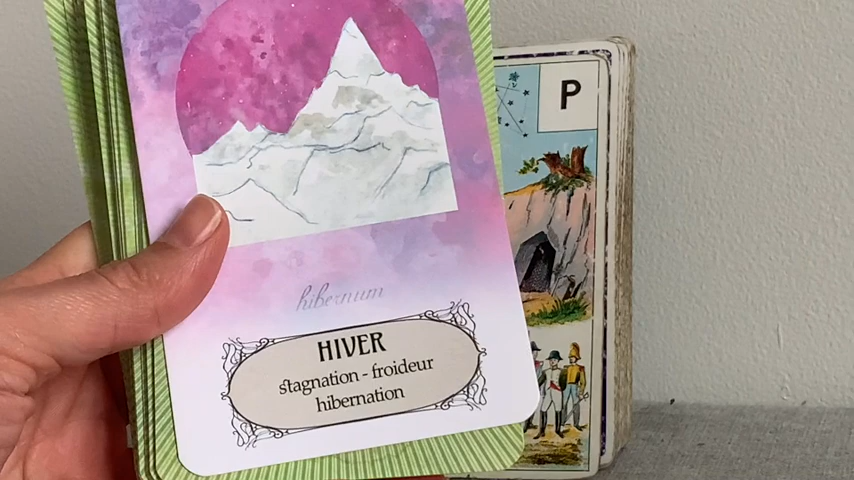 P
hibernum
HIVER
stagnation - froideur
hibernation